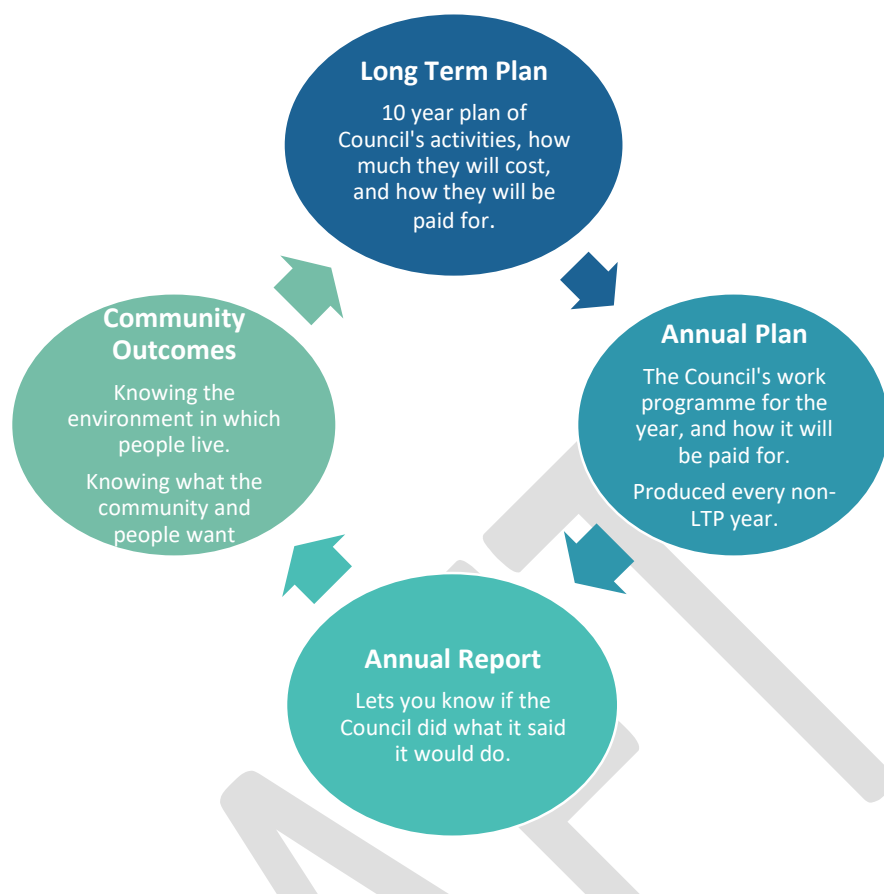 Long Term Plan
10 year plan of
Council's activities, how
much they will cost,
and how they will be
paid for.
Annual Plan
The Council's work
programme for the
year, and how it will
be paid for.
Produced every non-
LTP year.
Annual Report
Lets you know if the
Council did what it said
it would do.
Community
Outcomes
Knowing the
environment in which
people live.
Knowing what the
community and
people want